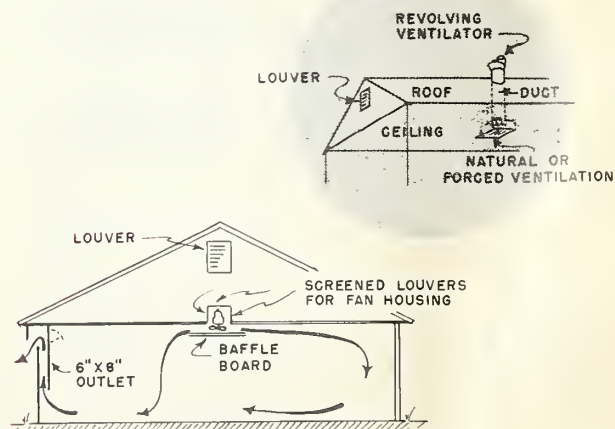 REVOLVING
VENTILATOR
LOUVER
ROOF
DUCT
CEILING
NATURAL OR
FORCED VENTILATION
LOUVER
SCREENED LOUVERS
FOR FAN HOUSING
6"X8"
OUTLET
BAFFLE
BOARD